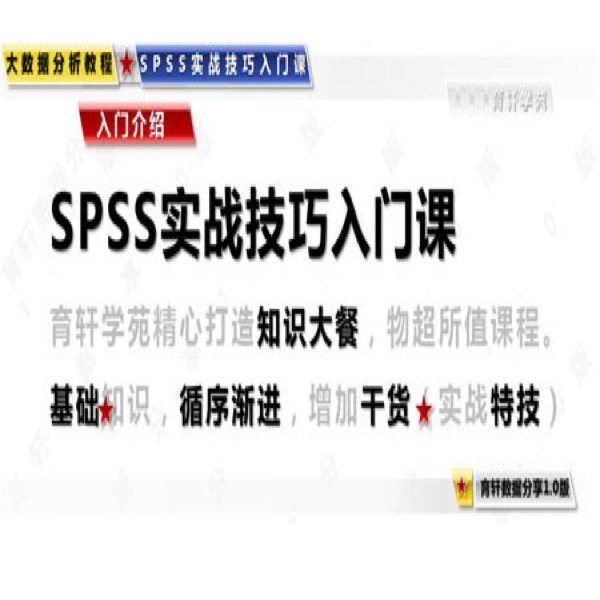 大数据分析教程★SPSS实战技巧入门课
育轩学苑
入门介绍
SPSS实战技巧入门课
育轩学苑精心打造知识大餐，物超所值课程。
基础★知识，循序渐进，增加干货★（实战特技）
★ 育轩数据分享1.0版